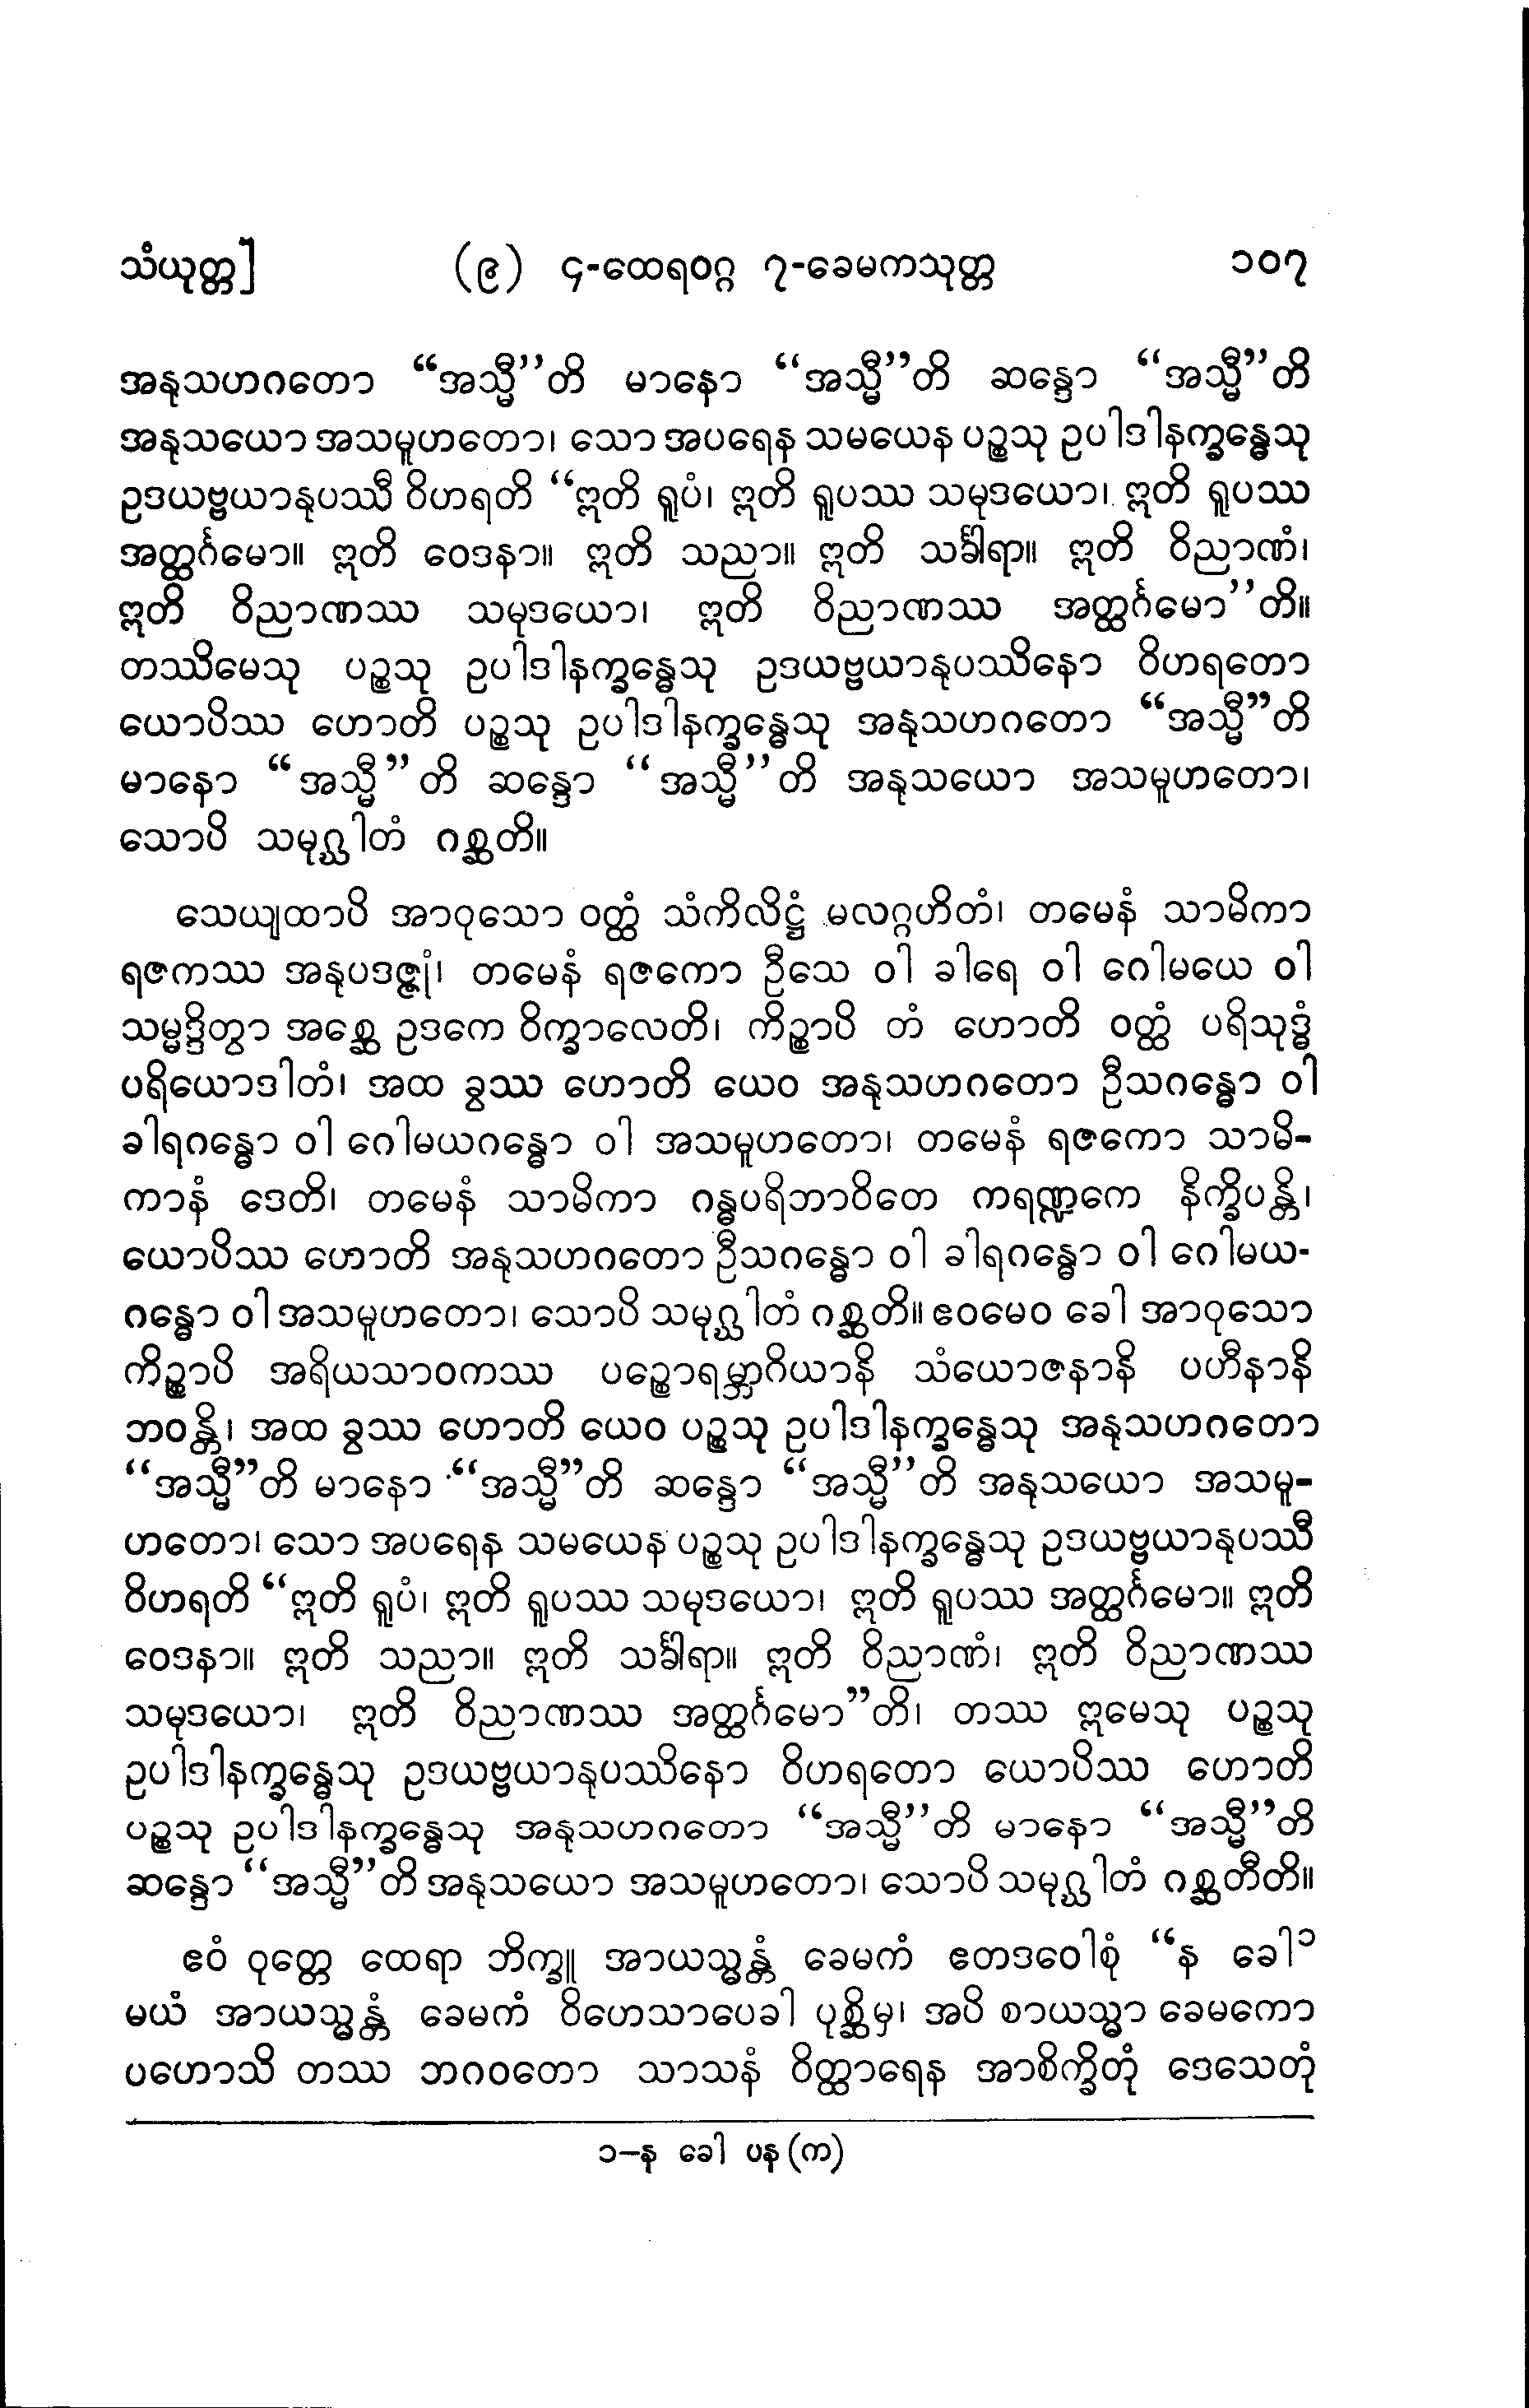 သံယုတ္တ] (၉) ၄-ထေရဝဂ္ဂ ၇-ခေမကသုတ္တ ၁၀၇
အနုသဟဂတော “အသ္မီ”တိ မာနော “အသ္မီ”တိ ဆန္ဒော “အသ္မီ”တိ
အနုသယော အသမူဟတော၊ သော အပရေန သမယေန ပဉ္စသု ဥပါဒါနက္ခန္ဓေသု
ဥဒယဗ္ဗယာနုပဿီ ဝိဟရတိ “ဣတိ ရူပံ၊ ဣတိ ရူပဿ သမုဒယော၊ ဣတိ ရူပဿ
အတ္ထင်္ဂမော။ ဣတိ ဝေဒနာ။ ဣတိ သညာ။ ဣတိ သင်္ခါရာ။ ဣတိ ဝိညာဏံ၊
ဣတိ ဝိညာဏဿ သမုဒယော၊ ဣတိ ဝိညာဏဿ အတ္ထင်္ဂမော”တိ။
တဿိမေသု ပဉ္စသု ဥပါဒါနက္ခန္ဓေသု ဥဒယဗ္ဗယာနုပဿိနော ဝိဟရတော
ယောပိဿ ဟောတိ ပဉ္စသု ဥပါဒါနက္ခန္ဓေသု အနုသဟဂတော “အသ္မီ”တိ
မာနော “အသ္မီ”တိ ဆန္ဒော “အသ္မီ”တိ အနုသယော အသမူဟတော၊
သောပိ သမုဂ္ဃါတံ ဂစ္ဆတိ။
သေယျထာပိ အာဝုသော ဝတ္ထံ သံကိလိဋ္ဌံ မလဂ္ဂဟိတံ၊ တမေနံ သာမိကာ
ရဇကဿ အနုပဒဇ္ဇုံ၊ တမေနံ ရဇကော ဦသေ ဝါ ခါရေ ဝါ ဂေါမယေ ဝါ
သမ္မဒ္ဒိတွာ အစ္ဆေ ဥဒကေ ဝိက္ခာလေတိ၊ ကိဉ္စာပိ တံ ဟောတိ ဝတ္ထံ ပရိသုဒ္ဓံ
ပရိယောဒါတံ၊ အထ ခွဿ ဟောတိ ယေဝ အနုသဟဂတော ဦသဂန္ဓော ဝါ
ခါရဂန္ဓော ဝါ ဂေါမယဂန္ဓော ဝါ အသမူဟတော၊ တမေနံ ရဇကော သာမိ-
ကာနံ ဒေတိ၊ တမေနံ သာမိကာ ဂန္ဓပရိဘာဝိတေ ကရဏ္ဍကေ နိက္ခိပန္တိ၊
ယောပိဿ ဟောတိ အနုသဟဂတော ဦသဂန္ဓော ဝါ ခါရဂန္ဓော ဝါ ဂေါမယ-
ဂန္ဓော ဝါ အသမူဟတော၊ သောပိ သမုဂ္ဃါတံ ဂစ္ဆတိ။ ဧဝမေဝ ခေါ အာဝုသော
ကိဉ္စာပိ အရိယသာဝကဿ ပဉ္စောရမ္ဘာဂိယာနိ သံယောဇနာနိ ပဟီနာနိ
ဘဝန္တိ၊ အထ ခွဿ ဟောတိ ယေဝ ပဉ္စသု ဥပါဒါနက္ခန္ဓေသု အနုသဟဂတော
“အသ္မီ”တိ မာနော “အသ္မီ”တိ ဆန္ဒော “အသ္မီ”တိ အနုသယော အသမူ-
ဟတော၊ သော အပရေန သမယေန ပဉ္စသု ဥပါဒါနက္ခန္ဓေသု ဥဒယဗ္ဗယာနုပဿီ
ဝိဟရတိ “ဣတိ ရူပံ၊ ဣတိ ရူပဿ သမုဒယော၊ ဣတိ ရူပဿ အတ္ထင်္ဂမော။ ဣတိ
ဝေဒနာ။ ဣတိ သညာ။ ဣတိ သင်္ခါရာ။ ဣတိ ဝိညာဏံ၊ ဣတိ ဝိညာဏဿ
သမုဒယော၊ ဣတိ ဝိညာဏဿ အတ္ထင်္ဂမော”တိ၊ တဿ ဣမေသု ပဉ္စသု
ဥပါဒါနက္ခန္ဓေသု ဥဒယဗ္ဗယာနုပဿိနော ဝိဟရတော ယောပိဿ ဟောတိ
ပဉ္စသု ဥပါဒါနက္ခန္ဓေသု အနုသဟဂတော “အသ္မီ”တိ မာနော “အသ္မီ”တိ
ဆန္ဒော “အသ္မီ”တိ အနုသယော အသမူဟတော၊ သောပိ သမုဂ္ဃါတံ ဂစ္ဆတီတိ။
ဧဝံ ဝုတ္တေ ထေရာ ဘိက္ခူ အာယသ္မန္တံ ခေမကံ ဧတဒဝေါစုံ “န ခေါ၁
မယံ အာယသ္မန္တံ ခေမကံ ဝိဟေသာပေခါ ပုစ္ဆိမှ၊ အပိ စာယသ္မာ ခေမကော
ပဟောသိ တဿ ဘဂဝတော သာသနံ ဝိတ္ထာရေန အာစိက္ခိတုံ ဒေသေတုံ
၁-န ခေါ ပန (က)